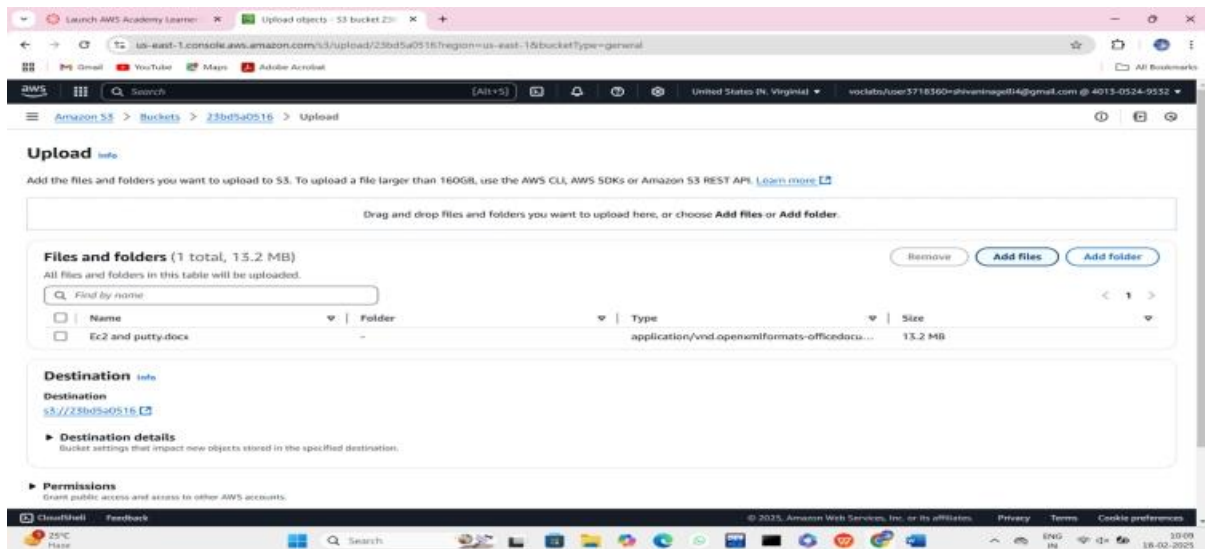 Launch AWS Academy Learner
Upload objects - S3 bucket 23
us-east-1.console.aws.amazon.com/s3/upload/23bd5a0516?region=us-east-1&bucketType=general
Gmail YouTube Maps Adobe Acrobat All Bookmarks
aws Search [Alt+S] United States (N. Virginia) voclabs/user3718360=shivaninagelli4@gmail.com @ 4013-0524-9532
Amazon S3 > Buckets > 23bd5a0516 > Upload
Upload Info
Add the files and folders you want to upload to S3. To upload a file larger than 160GB, use the AWS CLI, AWS SDKs or Amazon S3 REST API. Learn more
Drag and drop files and folders you want to upload here, or choose Add files or Add folder.
Files and folders (1 total, 13.2 MB) Remove Add files Add folder
All files and folders in this table will be uploaded.
Find by name < 1 >
Name Folder Type Size
Ec2 and putty.docx - application/vnd.openxmlformats-officedocu... 13.2 MB
Destination Info
Destination
s3://23bd5a0516
Destination details
Bucket settings that impact new objects stored in the specified destination.
Permissions
Grant public access and access to other AWS accounts.
CloudShell Feedback © 2025, Amazon Web Services, Inc. or its affiliates. Privacy Terms Cookie preferences
25°C Search ENG 10:09
Haze IN 18-02-2025